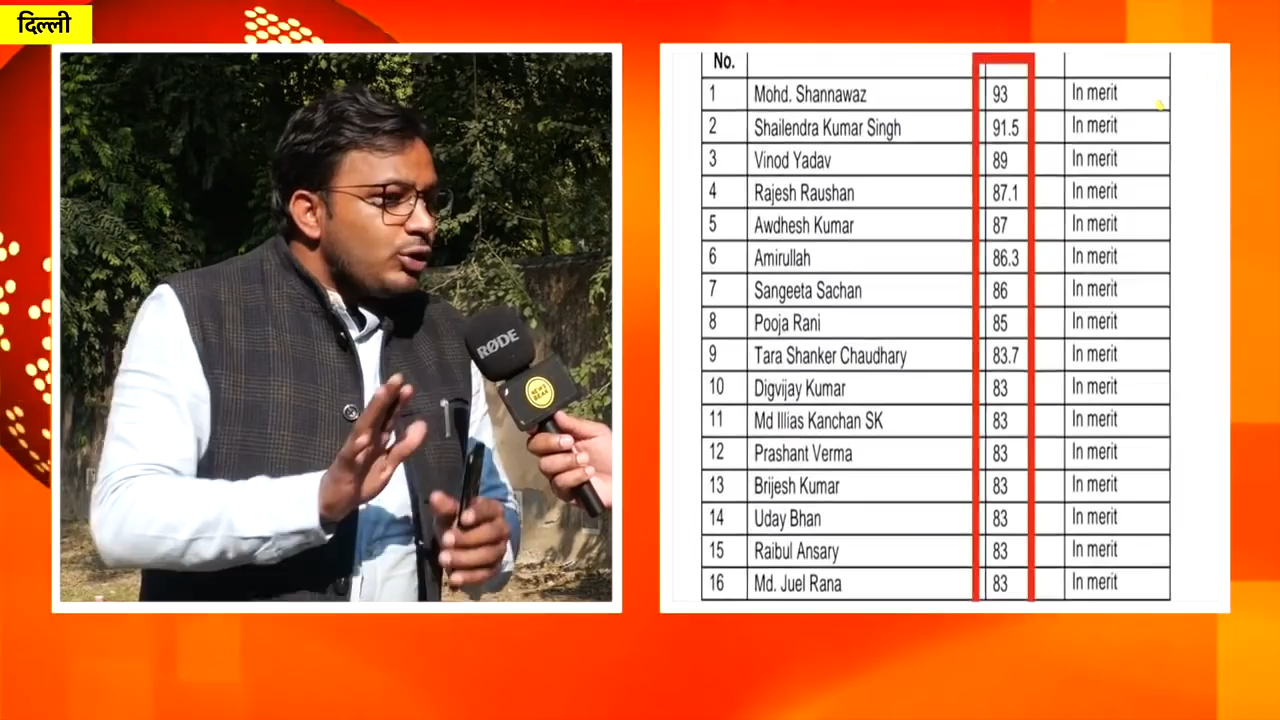 दिल्ली
RØDE
NEWS
BEAK
No.
1 Mohd. Shannawaz 93 In merit
2 Shailendra Kumar Singh 91.5 In merit
3 Vinod Yadav 89 In merit
4 Rajesh Raushan 87.1 In merit
5 Awdhesh Kumar 87 In merit
6 Amirullah 86.3 In merit
7 Sangeeta Sachan 86 In merit
8 Pooja Rani 85 In merit
9 Tara Shanker Chaudhary 83.7 In merit
10 Digvijay Kumar 83 In merit
11 Md Illias Kanchan SK 83 In merit
12 Prashant Verma 83 In merit
13 Brijesh Kumar 83 In merit
14 Uday Bhan 83 In merit
15 Raibul Ansary 83 In merit
16 Md. Juel Rana 83 In merit